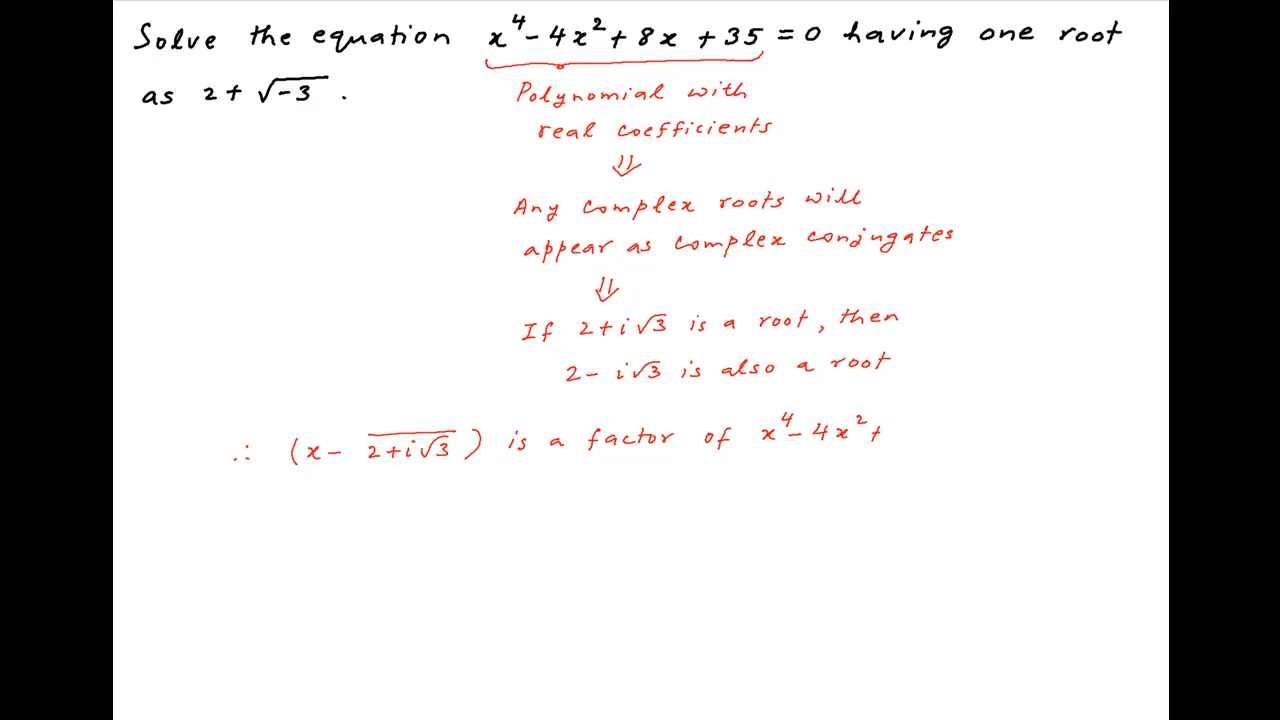 Solve the equation x⁴ - 4x² + 8x + 35 = 0 having one root
as 2 + √-3 .
Polynomial with
real coefficients
⇓
Any complex roots will
appear as complex conjugates
⇓
If 2 + i√3 is a root, then
2 - i√3 is also a root
∴ (x - 2+i√3) is a factor of x⁴ - 4x² +